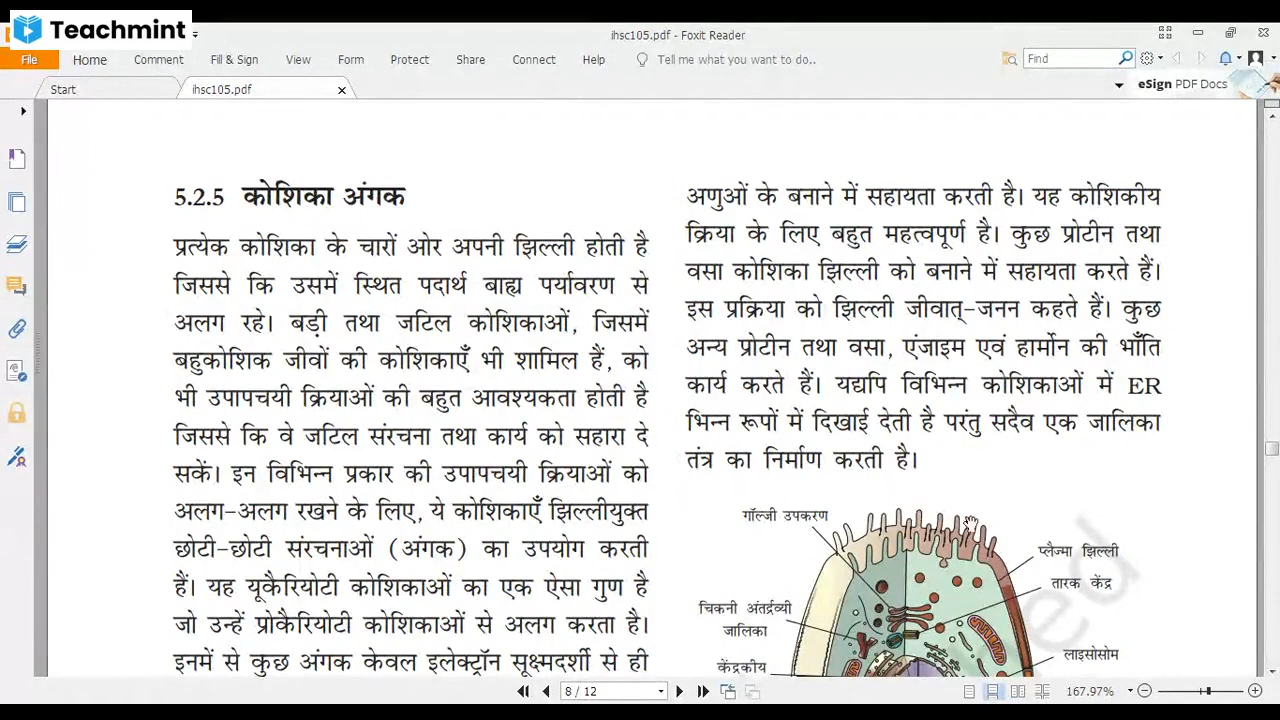 Teachmint
ihsc105.pdf - Foxit Reader
File Home Comment Fill & Sign View Form Protect Share Connect Help Tell me what you want to do.. Find
Start ihsc105.pdf eSign PDF Docs
5.2.5 कोशिका अंगक
प्रत्येक कोशिका के चारों ओर अपनी झिल्ली होती है
जिससे कि उसमें स्थित पदार्थ बाह्य पर्यावरण से
अलग रहे। बड़ी तथा जटिल कोशिकाओं, जिसमें
बहुकोशिक जीवों की कोशिकाएँ भी शामिल हैं, को
भी उपापचयी क्रियाओं की बहुत आवश्यकता होती है
जिससे कि वे जटिल संरचना तथा कार्य को सहारा दे
सकें। इन विभिन्न प्रकार की उपापचयी क्रियाओं को
अलग-अलग रखने के लिए, ये कोशिकाएँ झिल्लीयुक्त
छोटी-छोटी संरचनाओं (अंगक) का उपयोग करती
हैं। यह यूकैरियोटी कोशिकाओं का एक ऐसा गुण है
जो उन्हें प्रोकैरियोटी कोशिकाओं से अलग करता है।
इनमें से कुछ अंगक केवल इलेक्ट्रॉन सूक्ष्मदर्शी से ही
अणुओं के बनाने में सहायता करती है। यह कोशिकीय
क्रिया के लिए बहुत महत्वपूर्ण है। कुछ प्रोटीन तथा
वसा कोशिका झिल्ली को बनाने में सहायता करते हैं।
इस प्रक्रिया को झिल्ली जीवात्-जनन कहते हैं। कुछ
अन्य प्रोटीन तथा वसा, एंजाइम एवं हार्मोन की भाँति
कार्य करते हैं। यद्यपि विभिन्न कोशिकाओं में ER
भिन्न रूपों में दिखाई देती है परंतु सदैव एक जालिका
तंत्र का निर्माण करती है।
गॉल्जी उपकरण
प्लैज्मा झिल्ली
तारक केंद्र
चिकनी अंतर्द्रव्यी
जालिका
लाइसोसोम
केंद्रकीय
8 / 12
167.97%